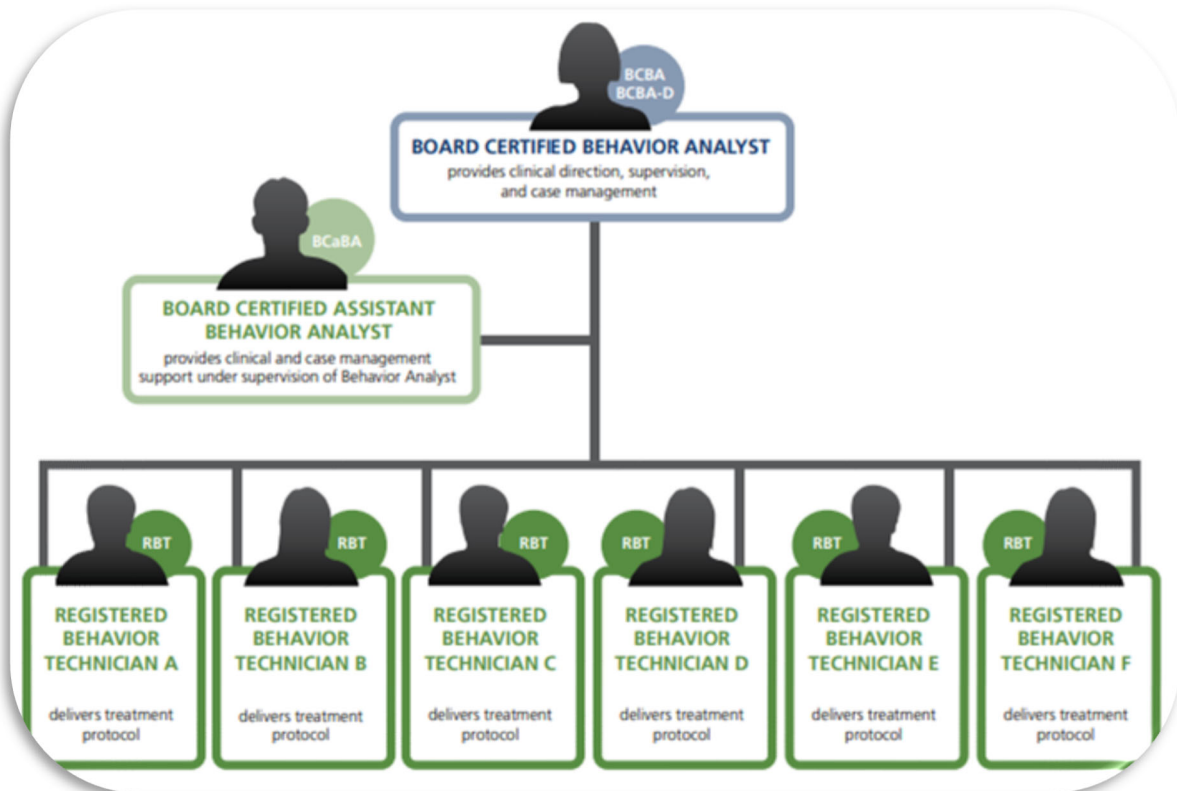 BCBA
BCBA-D
BOARD CERTIFIED BEHAVIOR ANALYST
provides clinical direction, supervision,
and case management
BCaBA
BOARD CERTIFIED ASSISTANT
BEHAVIOR ANALYST
provides clinical and case management
support under supervision of Behavior Analyst
RBT
REGISTERED
BEHAVIOR
TECHNICIAN A
delivers treatment
protocol
RBT
REGISTERED
BEHAVIOR
TECHNICIAN B
delivers treatment
protocol
RBT
REGISTERED
BEHAVIOR
TECHNICIAN C
delivers treatment
protocol
RBT
REGISTERED
BEHAVIOR
TECHNICIAN D
delivers treatment
protocol
RBT
REGISTERED
BEHAVIOR
TECHNICIAN E
delivers treatment
protocol
RBT
REGISTERED
BEHAVIOR
TECHNICIAN F
delivers treatment
protocol